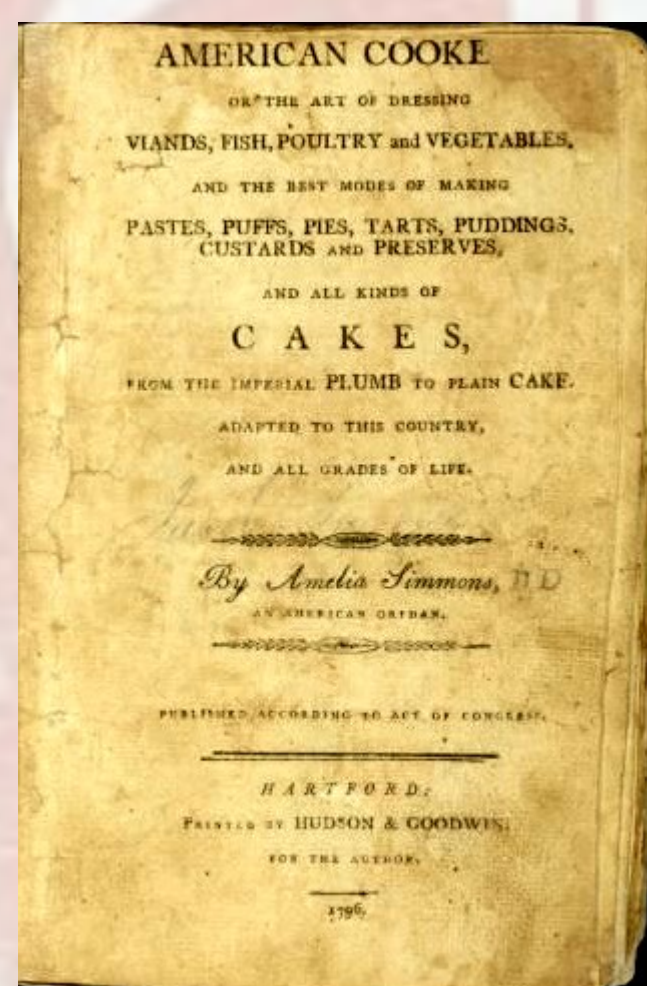 AMERICAN COOKE
OR THE ART OF DRESSING
VIANDS, FISH, POULTRY and VEGETABLES,
AND THE BEST MODES OF MAKING
PASTES, PUFFS, PIES, TARTS, PUDDINGS,
CUSTARDS AND PRESERVES,
AND ALL KINDS OF
CAKES,
FROM THE IMPERIAL PLUMB TO PLAIN CAKE.
ADAPTED TO THIS COUNTRY,
AND ALL GRADES OF LIFE.
By Amelia Simmons,
AN AMERICAN ORPHAN.
PUBLISHED ACCORDING TO ACT OF CONGRESS.
HARTFORD:
PRINTED BY HUDSON & GOODWIN.
FOR THE AUTHOR.
1796.